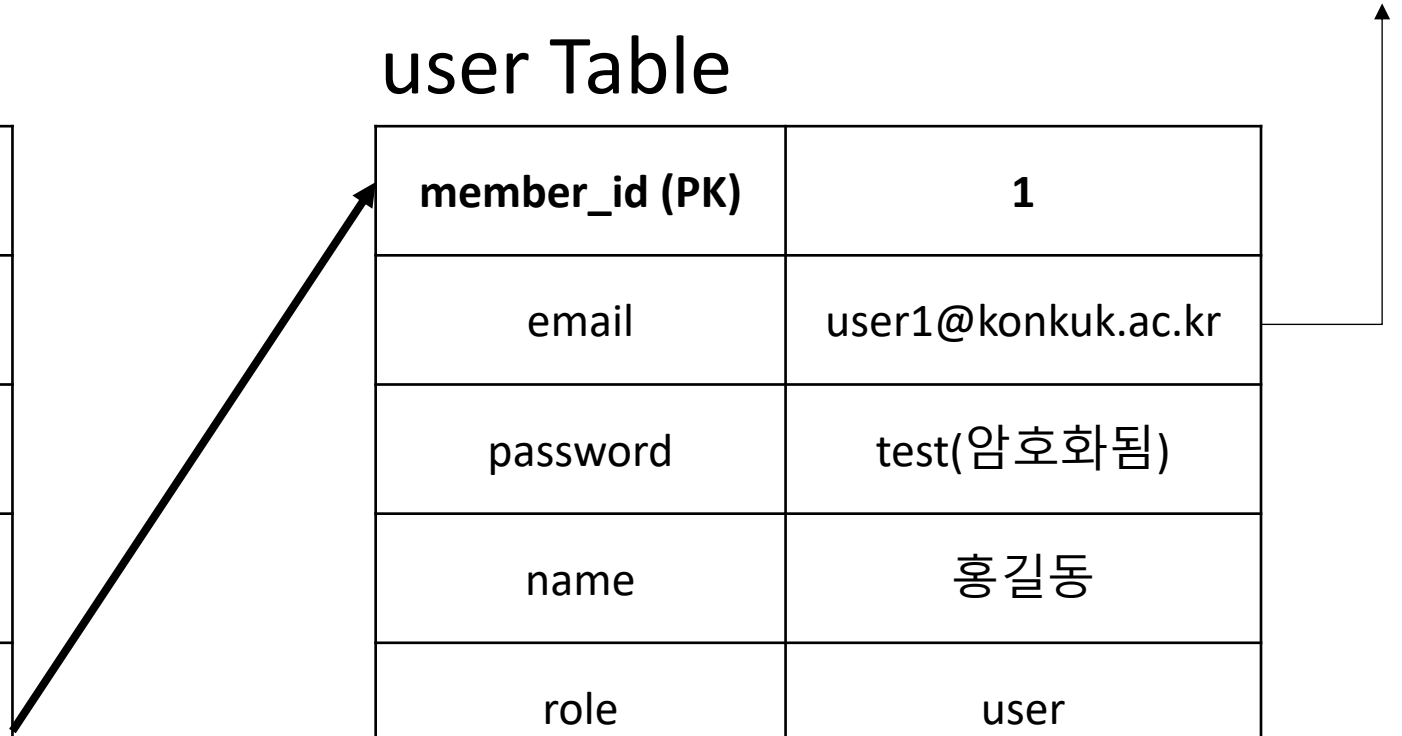 user Table
member_id (PK) 1
email user1@konkuk.ac.kr
password test(암호화됨)
name 홍길동
role user